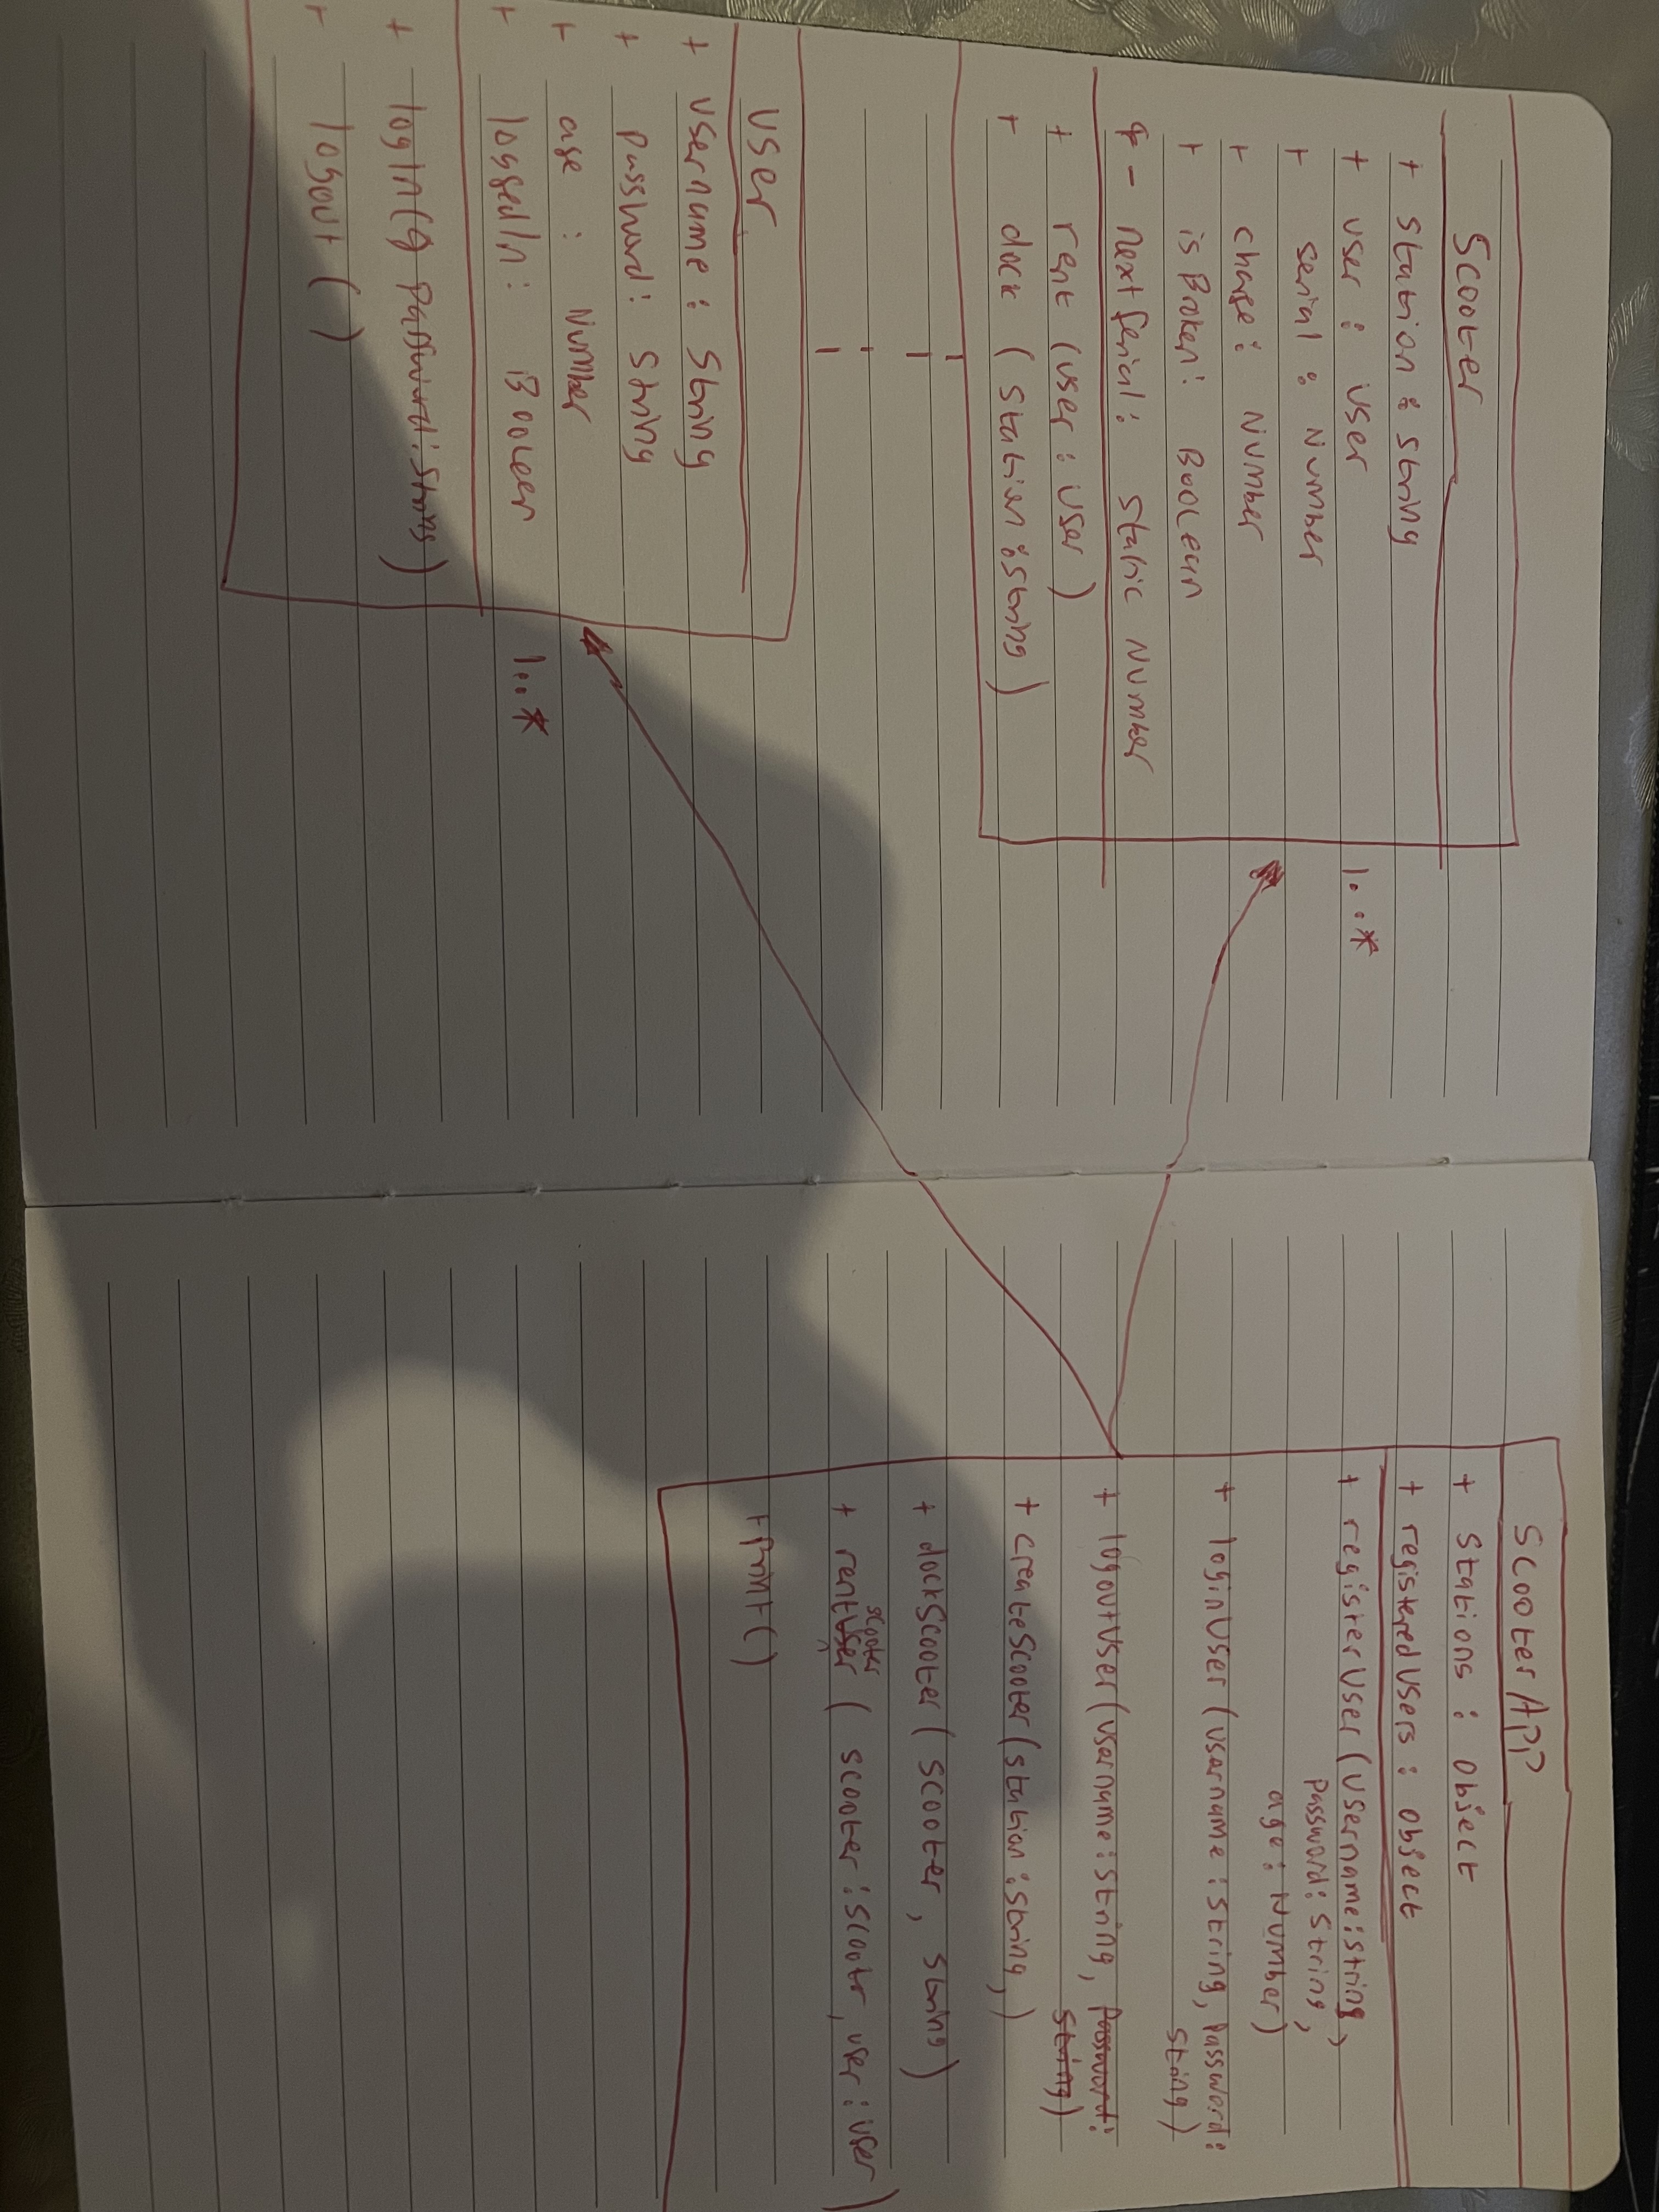 Scooter
+ station : string
+ user : user
+ serial : Number
+ charge : Number
+ isBroken : Boolean
- nextSerial : static Number
+ rent (user : user)
+ dock (station : string)
1..*
User
+ username : string
+ password : string
+ age : Number
+ loggedIn : Booleen
+ login( password : string)
+ logout ()
1..*
ScooterApp
+ Stations : object
+ registeredUsers : object
+ registerUser (username : string,
password : string,
age : Number)
+ loginUser (username : string, password :
string)
+ logoutUser (username : string, password :
string)
+ createScooter (station : string, )
+ dockScooter ( scooter, string)
scooter
+ rentUser ( scooter : scootr, user : user)
+ print()